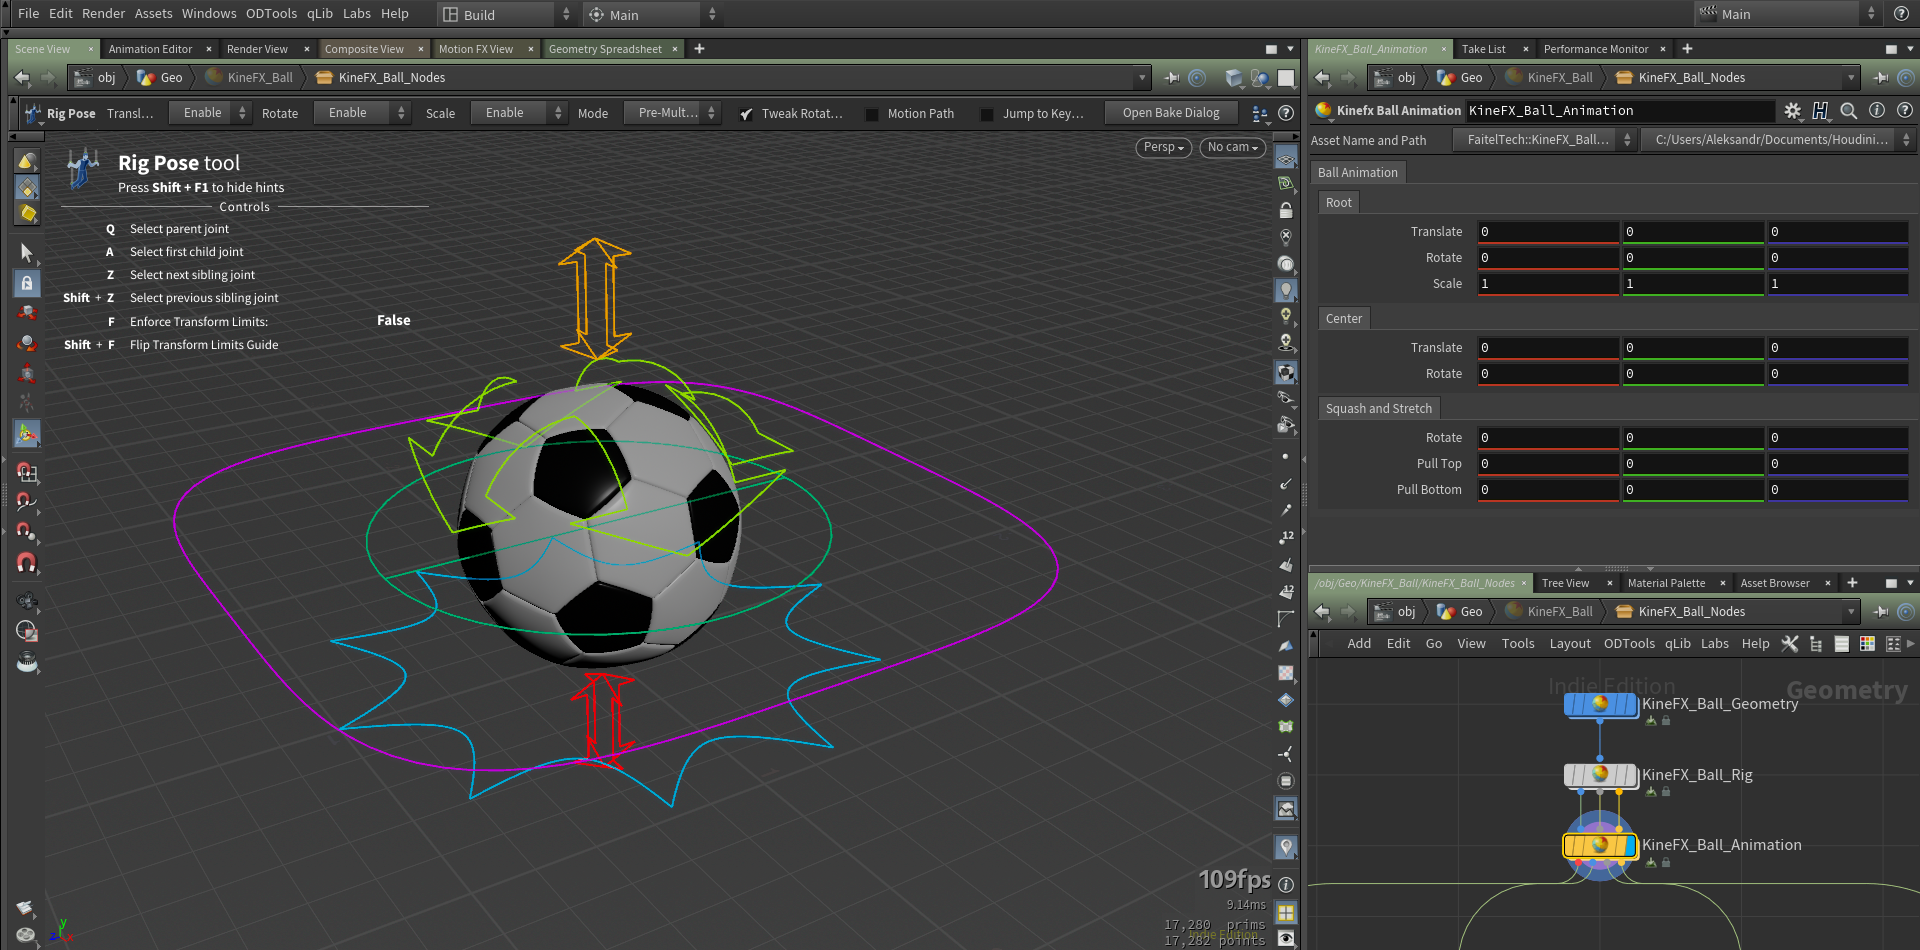 File Edit Render Assets Windows ODTools qLib Labs Help Build Main Main
Scene View Animation Editor Render View Composite View Motion FX View Geometry Spreadsheet
obj Geo KineFX_Ball KineFX_Ball_Nodes
Rig Pose Transl... Enable Rotate Enable Scale Enable Mode Pre-Mult... Tweak Rotat... Motion Path Jump to Key... Open Bake Dialog
Persp No cam
Rig Pose tool
Press Shift + F1 to hide hints
Controls
Q Select parent joint
A Select first child joint
Z Select next sibling joint
Shift + Z Select previous sibling joint
F Enforce Transform Limits: False
Shift + F Flip Transform Limits Guide
12
12
109fps
9.14ms
17,280 prims
Indie Edition
17,282 points
y
z x
KineFX_Ball_Animation Take List Performance Monitor
obj Geo KineFX_Ball KineFX_Ball_Nodes
Kinefx Ball Animation KineFX_Ball_Animation
Asset Name and Path FaitelTech::KineFX_Ball... C:/Users/Aleksandr/Documents/Houdini...
Ball Animation
Root
Translate 0 0 0
Rotate 0 0 0
Scale 1 1 1
Center
Translate 0 0 0
Rotate 0 0 0
Squash and Stretch
Rotate 0 0 0
Pull Top 0 0 0
Pull Bottom 0 0 0
/obj/Geo/KineFX_Ball/KineFX_Ball_Nodes Tree View Material Palette Asset Browser
obj Geo KineFX_Ball KineFX_Ball_Nodes
Add Edit Go View Tools Layout ODTools qLib Labs Help
Indie Edition Geometry
KineFX_Ball_Geometry
KineFX_Ball_Rig
KineFX_Ball_Animation